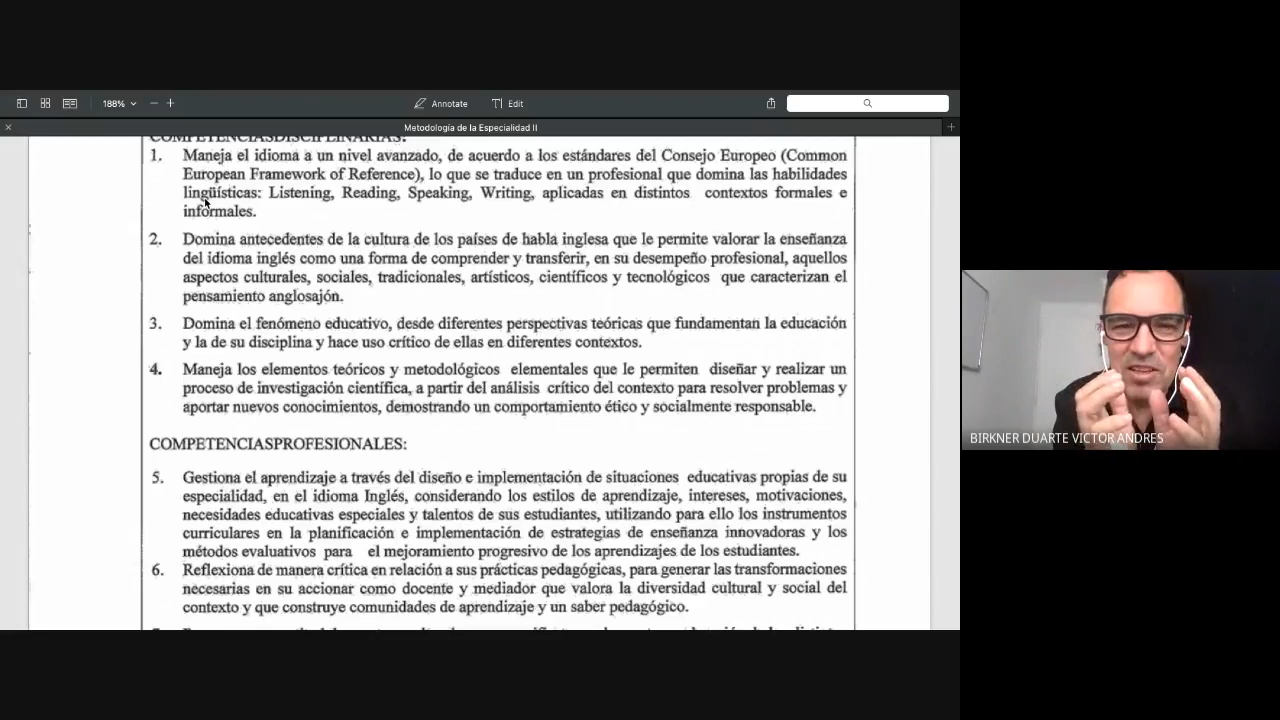 188%
Annotate
Edit
Metodología de la Especialidad II
COMPETENCIASDISCIPLINARIAS:
1. Maneja el idioma a un nivel avanzado, de acuerdo a los estándares del Consejo Europeo (Common
European Framework of Reference), lo que se traduce en un profesional que domina las habilidades
lingüísticas: Listening, Reading, Speaking, Writing, aplicadas en distintos contextos formales e
informales.
2. Domina antecedentes de la cultura de los países de habla inglesa que le permite valorar la enseñanza
del idioma inglés como una forma de comprender y transferir, en su desempeño profesional, aquellos
aspectos culturales, sociales, tradicionales, artísticos, científicos y tecnológicos que caracterizan el
pensamiento anglosajón.
3. Domina el fenómeno educativo, desde diferentes perspectivas teóricas que fundamentan la educación
y la de su disciplina y hace uso crítico de ellas en diferentes contextos.
4. Maneja los elementos teóricos y metodológicos elementales que le permiten diseñar y realizar un
proceso de investigación científica, a partir del análisis crítico del contexto para resolver problemas y
aportar nuevos conocimientos, demostrando un comportamiento ético y socialmente responsable.
COMPETENCIASPROFESIONALES:
5. Gestiona el aprendizaje a través del diseño e implementación de situaciones educativas propias de su
especialidad, en el idioma Inglés, considerando los estilos de aprendizaje, intereses, motivaciones,
necesidades educativas especiales y talentos de sus estudiantes, utilizando para ello los instrumentos
curriculares en la planificación e implementación de estrategias de enseñanza innovadoras y los
métodos evaluativos para el mejoramiento progresivo de los aprendizajes de los estudiantes.
6. Reflexiona de manera crítica en relación a sus prácticas pedagógicas, para generar las transformaciones
necesarias en su accionar como docente y mediador que valora la diversidad cultural y social del
contexto y que construye comunidades de aprendizaje y un saber pedagógico.
BIRKNER DUARTE VICTOR ANDRES